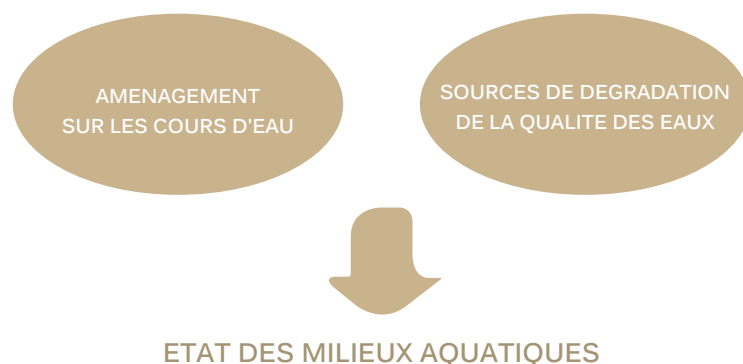 AMENAGEMENT
SUR LES COURS D'EAU
SOURCES DE DEGRADATION
DE LA QUALITE DES EAUX
ETAT DES MILIEUX AQUATIQUES